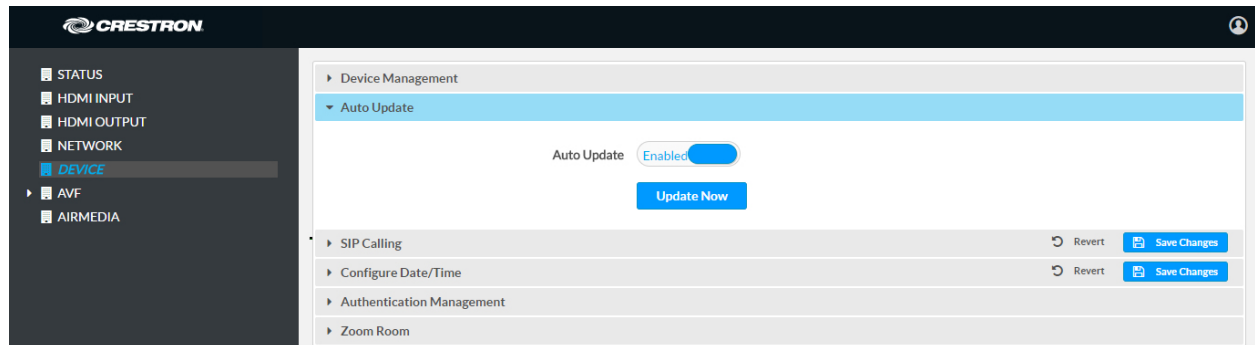 CRESTRON
STATUS
HDMI INPUT
HDMI OUTPUT
NETWORK
DEVICE
AVF
AIRMEDIA
Device Management
Auto Update
Auto Update Enabled
Update Now
SIP Calling Revert Save Changes
Configure Date/Time Revert Save Changes
Authentication Management
Zoom Room